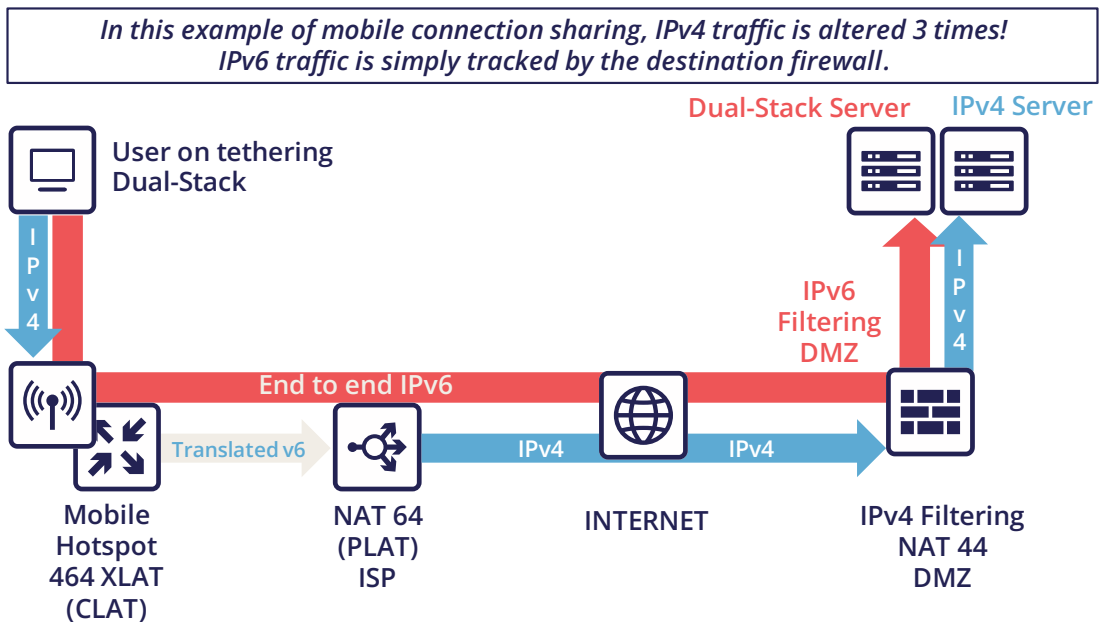 In this example of mobile connection sharing, IPv4 traffic is altered 3 times!
IPv6 traffic is simply tracked by the destination firewall.
Dual-Stack Server
IPv4 Server
User on tethering
Dual-Stack
I
P
v
4
I
P
v
4
IPv6
Filtering
DMZ
End to end IPv6
Translated v6
IPv4
IPv4
Mobile
Hotspot
464 XLAT
(CLAT)
NAT 64
(PLAT)
ISP
INTERNET
IPv4 Filtering
NAT 44
DMZ